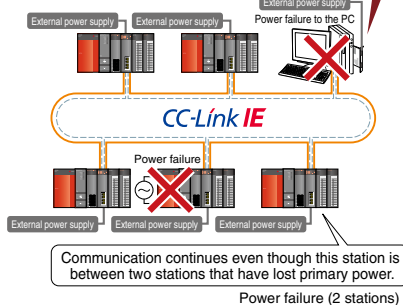 External power supply
External power supply
External power supply
Power failure to the PC
CC-Link IE
Power failure
External power supply
External power supply
External power supply
Communication continues even though this station is
between two stations that have lost primary power.
Power failure (2 stations)